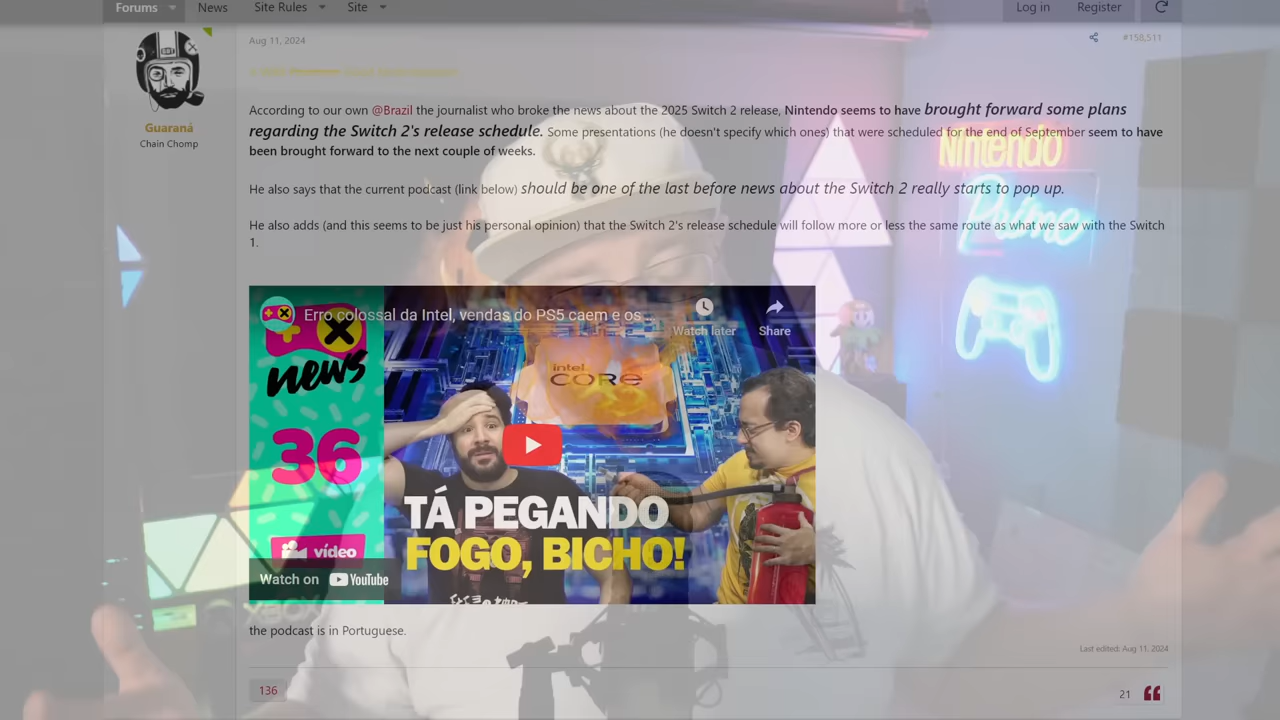 Forums News Site Rules Site Log in Register
Aug 11, 2024 #158,511
According to our own @Brazil the journalist who broke the news about the 2025 Switch 2 release, Nintendo seems to have brought forward some plans
regarding the Switch 2's release schedule. Some presentations (he doesn't specify which ones) that were scheduled for the end of September seem to have
been brought forward to the next couple of weeks.
Guaraná
Chain Chomp
He also says that the current podcast (link below) should be one of the last before news about the Switch 2 really starts to pop up.
He also adds (and this seems to be just his personal opinion) that the Switch 2's release schedule will follow more or less the same route as what we saw with the Switch
1.
Nintendo
Prime
Erro colossal da Intel, vendas do PS5 caem e os ...
Watch later
Share
news
36
vídeo
intel
CORE
TÁ PEGANDO
FOGO, BICHO!
Watch on YouTube
XBOX
the podcast is in Portuguese.
Last edited: Aug 11, 2024
136
21